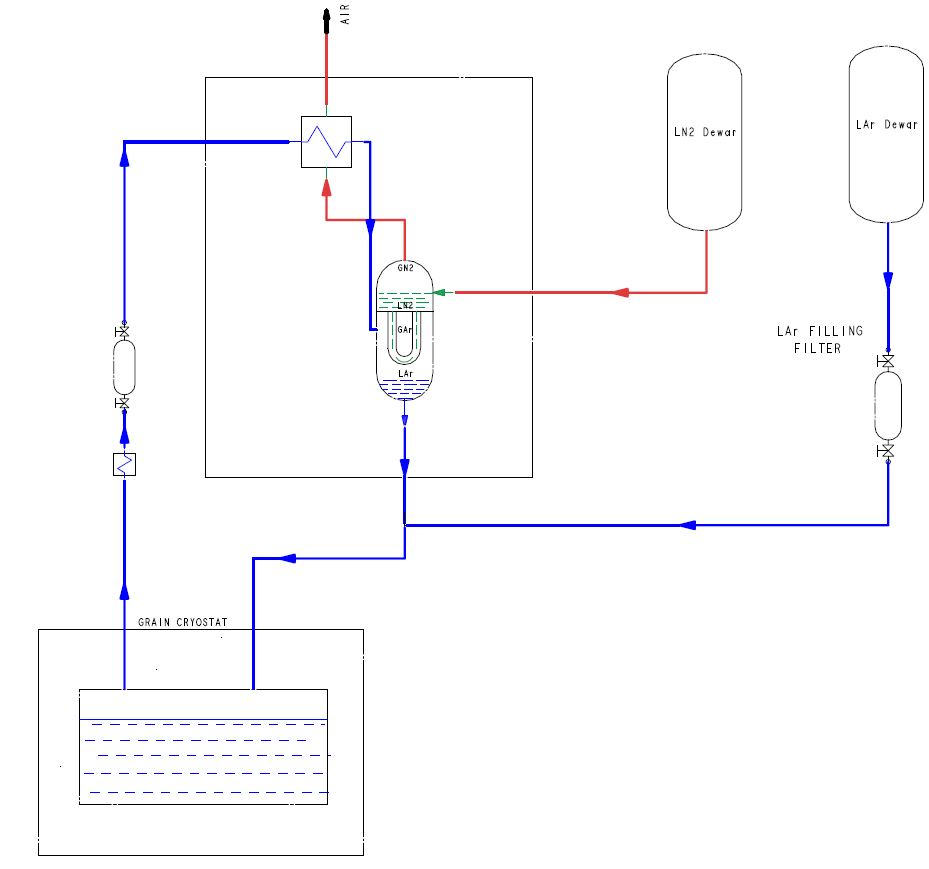 AIR
LN2 Dewar
LAr Dewar
GN2
LN2
GAr
LAr
LAr FILLING
FILTER
GRAIN CRYOSTAT